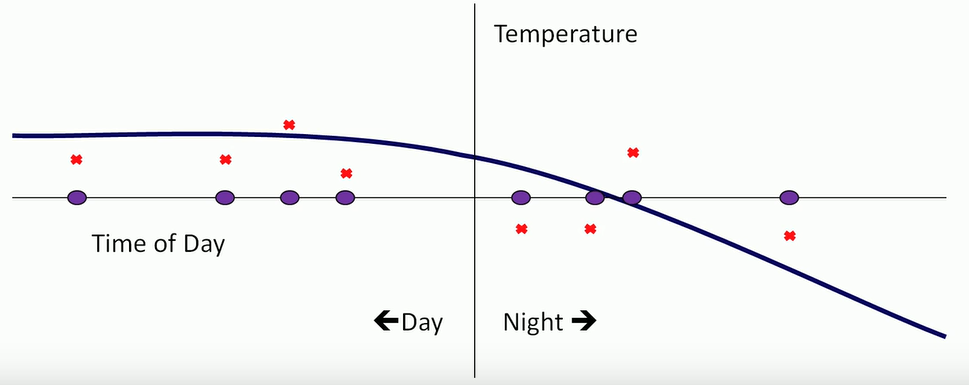 Temperature
Time of Day
🡸Day
Night 🡺